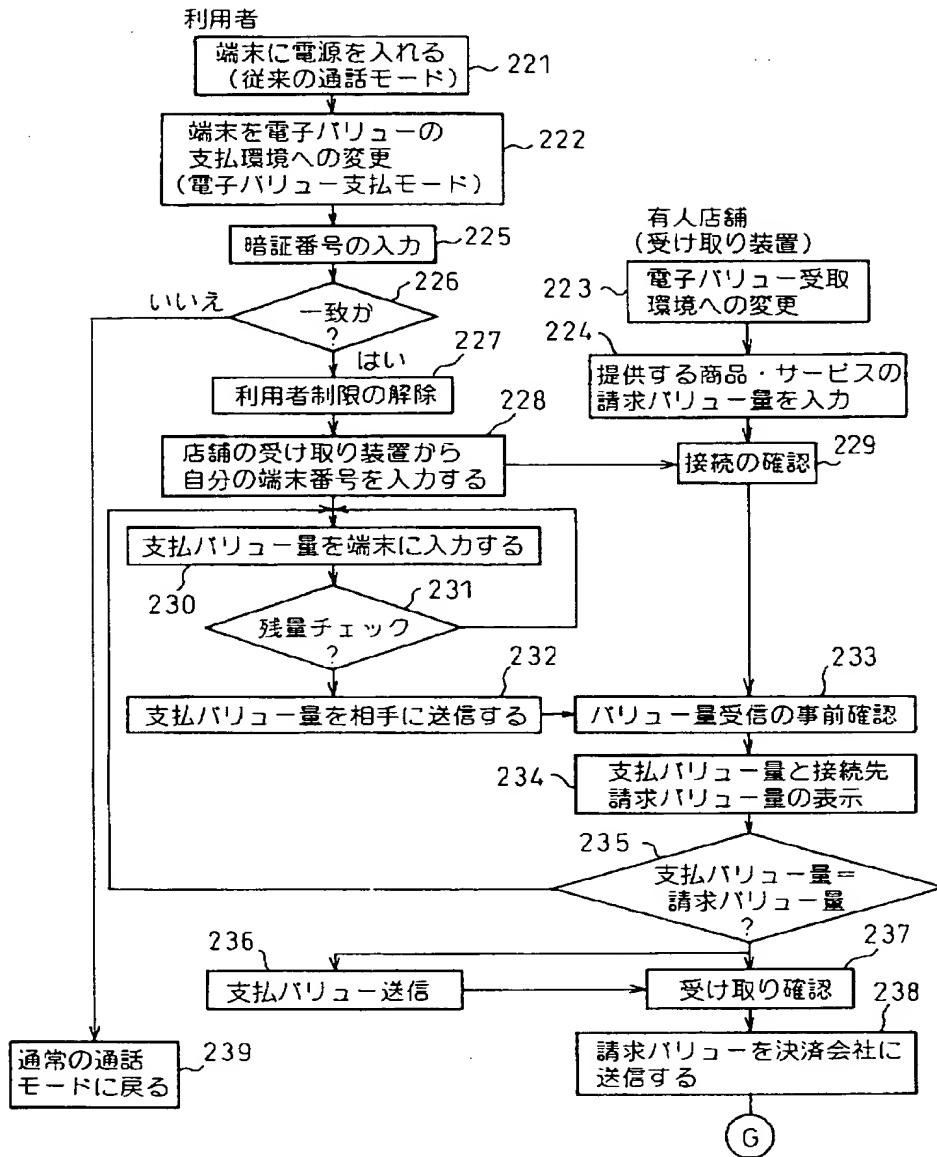 利用者
端末に電源を入れる
(従来の通話モード)
221
端末を電子バリューの
支払環境への変更
(電子バリュー支払モード)
222
暗証番号の入力
225
有人店舗
(受け取り装置)
いいえ
226
一致か
?
223
電子バリュー受取
環境への変更
はい
227
224
利用者制限の解除
提供する商品・サービスの
請求バリュー量を入力
228
店舗の受け取り装置から
自分の端末番号を入力する
接続の確認
229
支払バリュー量を端末に入力する
230
231
残量チェック
?
232
支払バリュー量を相手に送信する
233
バリュー量受信の事前確認
234
支払バリュー量と接続先
請求バリュー量の表示
235
支払バリュー量=
請求バリュー量
?
236
支払バリュー送信
237
受け取り確認
238
請求バリューを決済会社に
送信する
通常の通話
モードに戻る
239
G